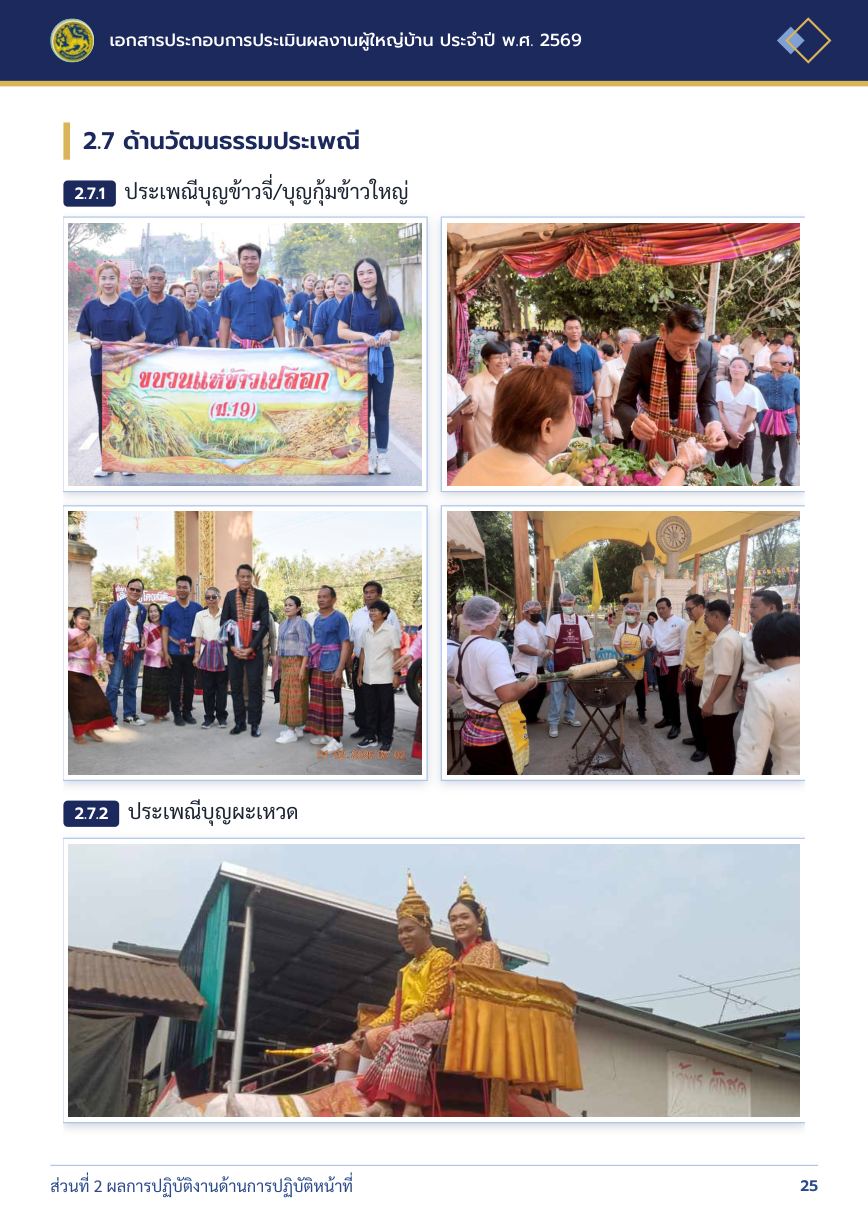 เอกสารประกอบการประเมินผลงานผู้ใหญ่บ้าน ประจำปี พ.ศ. 2569
2.7 ด้านวัฒนธรรมประเพณี
2.7.1 ประเพณีบุญข้าวจี่/บุญกุ้มข้าวใหญ่
ขบวนแห่ข้าวเปลือก
(ม.19)
2.7.2 ประเพณีบุญผะเหวด
ส่วนที่ 2 ผลการปฏิบัติงานด้านการปฏิบัติหน้าที่
25